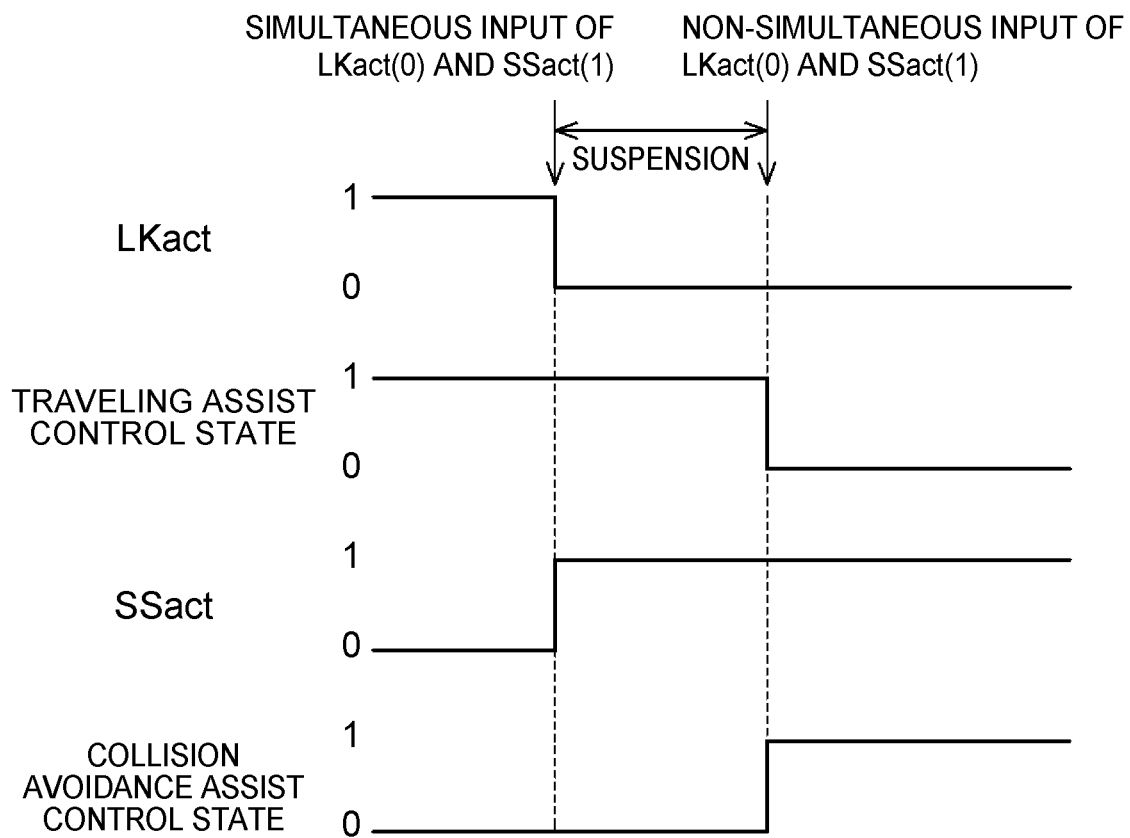 SIMULTANEOUS INPUT OF
LKact(0) AND SSact(1)
NON-SIMULTANEOUS INPUT OF
LKact(0) AND SSact(1)
SUSPENSION
1
LKact
0
1
TRAVELING ASSIST
CONTROL STATE
0
1
SSact
0
1
COLLISION
AVOIDANCE ASSIST
CONTROL STATE
0